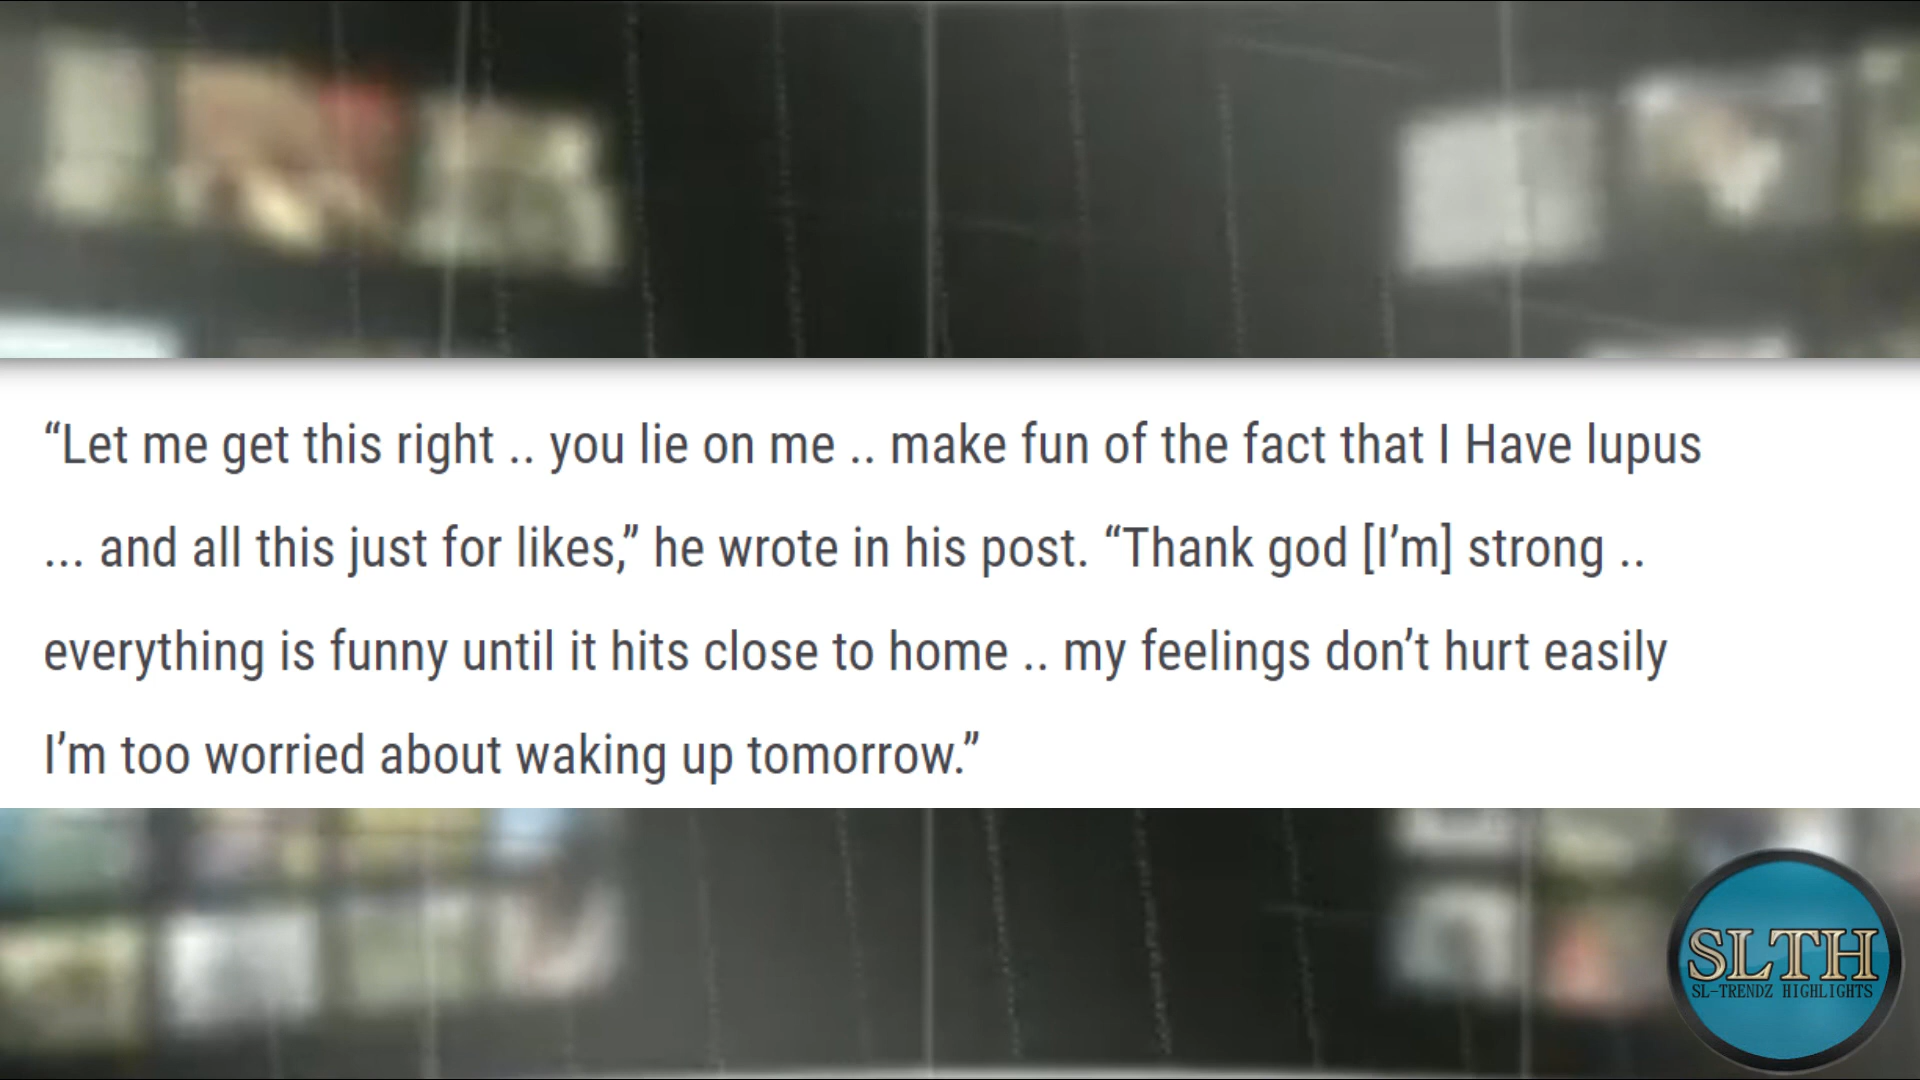 “Let me get this right .. you lie on me .. make fun of the fact that I Have lupus
... and all this just for likes,” he wrote in his post. “Thank god [I’m] strong ..
everything is funny until it hits close to home .. my feelings don’t hurt easily
I’m too worried about waking up tomorrow.”
SLTH
SL-TRENDZ HIGHLIGHTS